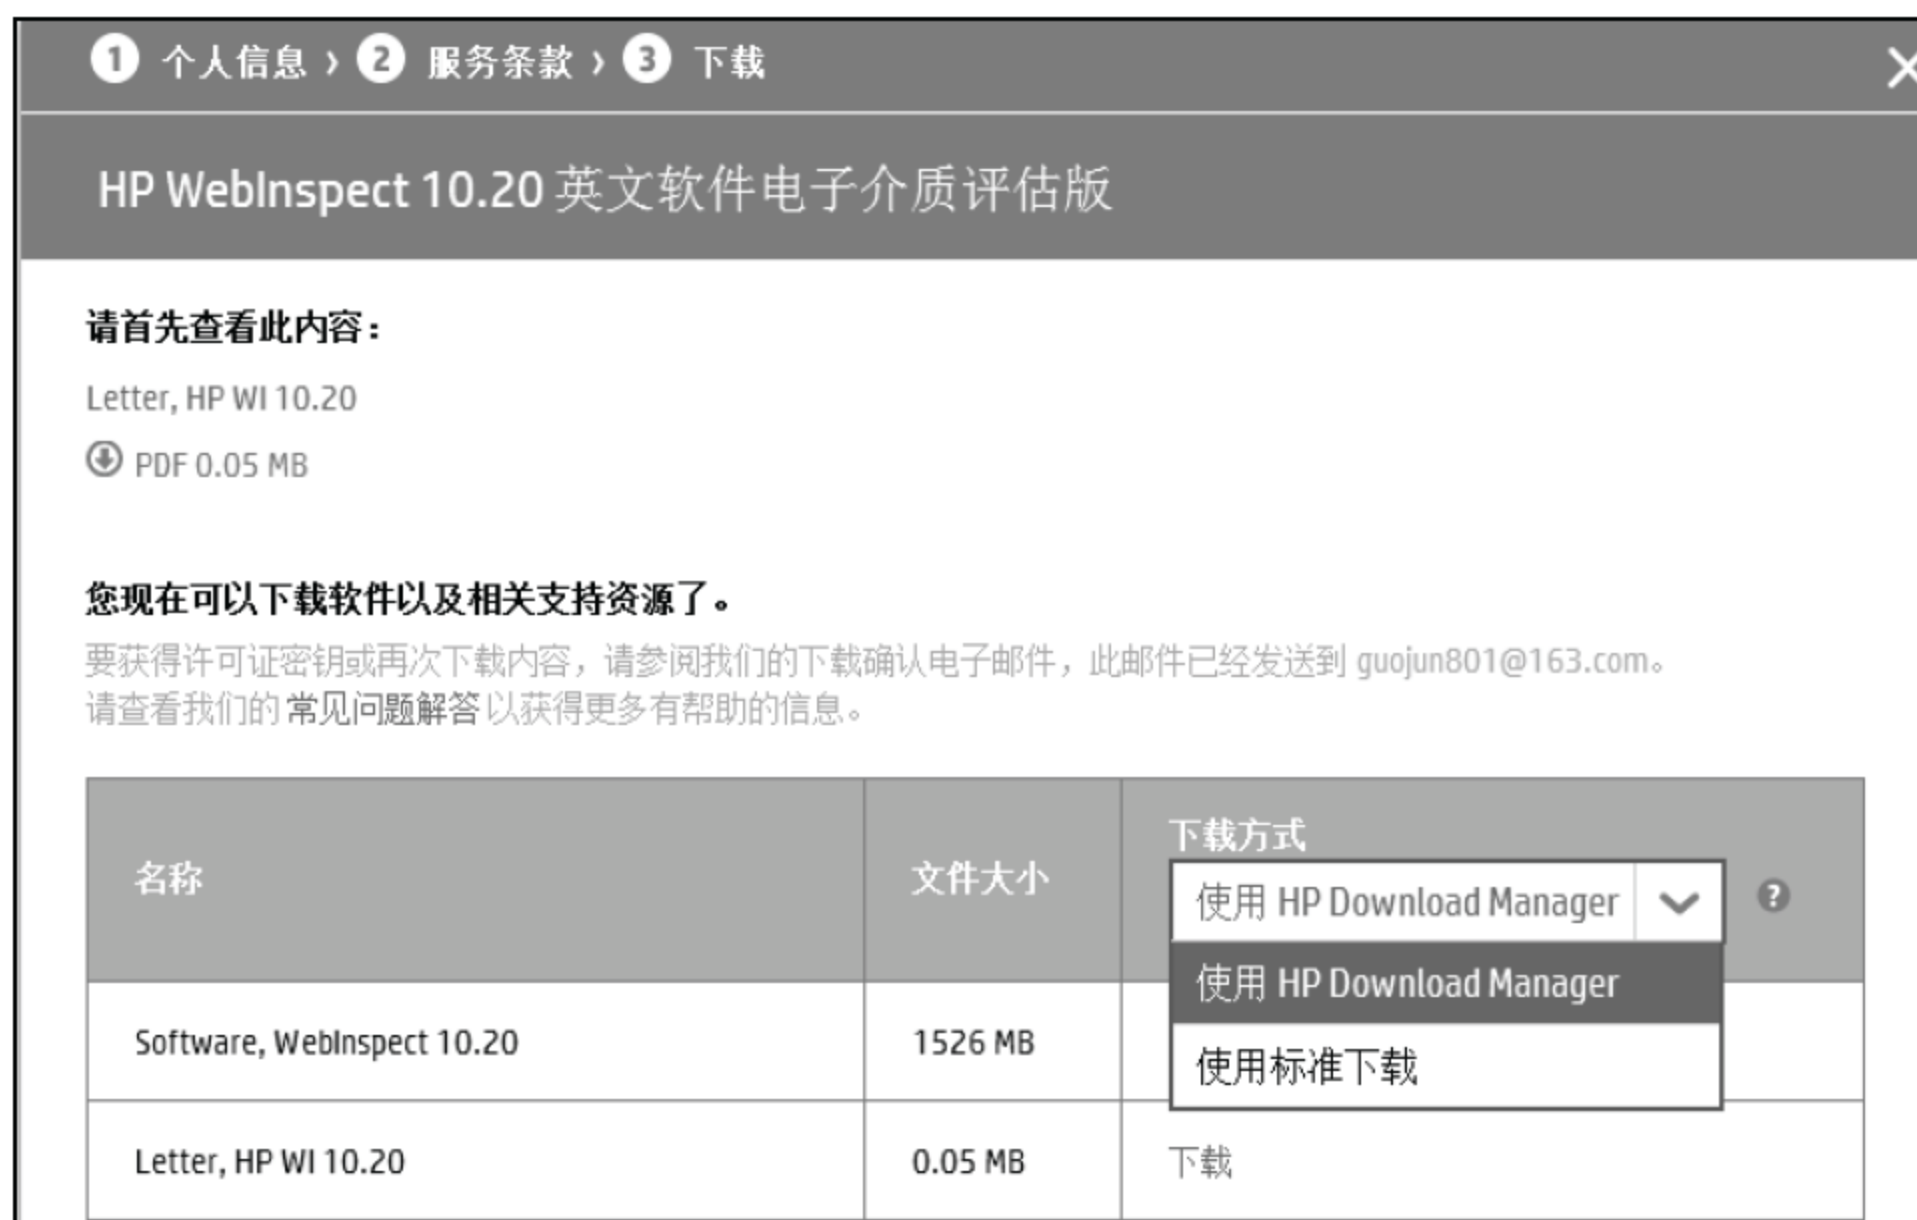 1 个人信息 › 2 服务条款 › 3 下载
HP WebInspect 10.20 英文软件电子介质评估版
请首先查看此内容：
Letter, HP WI 10.20
PDF 0.05 MB
您现在可以下载软件以及相关支持资源了。
要获得许可证密钥或再次下载内容，请参阅我们的下载确认电子邮件，此邮件已经发送到 guojun801@163.com。
请查看我们的 常见问题解答 以获得更多有帮助的信息。
下载方式
名称 文件大小 使用 HP Download Manager ?
使用 HP Download Manager
Software, WebInspect 10.20 1526 MB
使用标准下载
Letter, HP WI 10.20 0.05 MB 下载